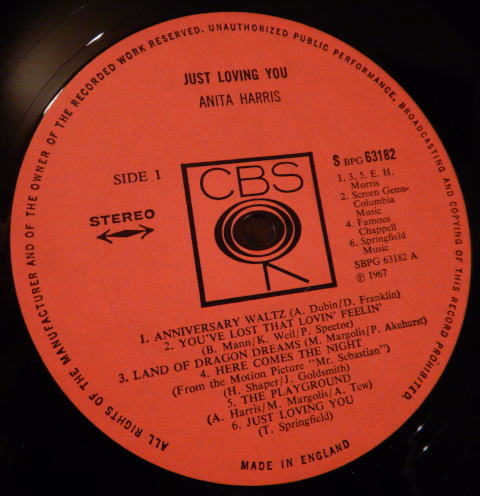 ALL RIGHTS OF THE MANUFACTURER AND OF THE OWNER OF THE RECORDED WORK RESERVED. UNAUTHORIZED PUBLIC PERFORMANCE, BROADCASTING AND COPYING OF THIS RECORD PROHIBITED.
JUST LOVING YOU
ANITA HARRIS
SIDE 1
STEREO
CBS
S BPG 63182
1, 3, 5. E. H.
Morris
2. Screen Gems-
Columbia
Music
4. Famous
Chappell
6. Springfield
Music
SBPG 63182 A
℗ 1967
1. ANNIVERSARY WALTZ (A. Dubin/D. Franklin)
2. YOU'VE LOST THAT LOVIN' FEELIN'
(B. Mann/K. Weil/P. Spector)
3. LAND OF DRAGON DREAMS (M. Margolis/P. Akehurst)
4. HERE COMES THE NIGHT
(From the Motion Picture "Mr. Sebastian")
(H. Shaper/J. Goldsmith)
5. THE PLAYGROUND
(A. Harris/M. Margolis/A. Tew)
6. JUST LOVING YOU
(T. Springfield)
MADE IN ENGLAND